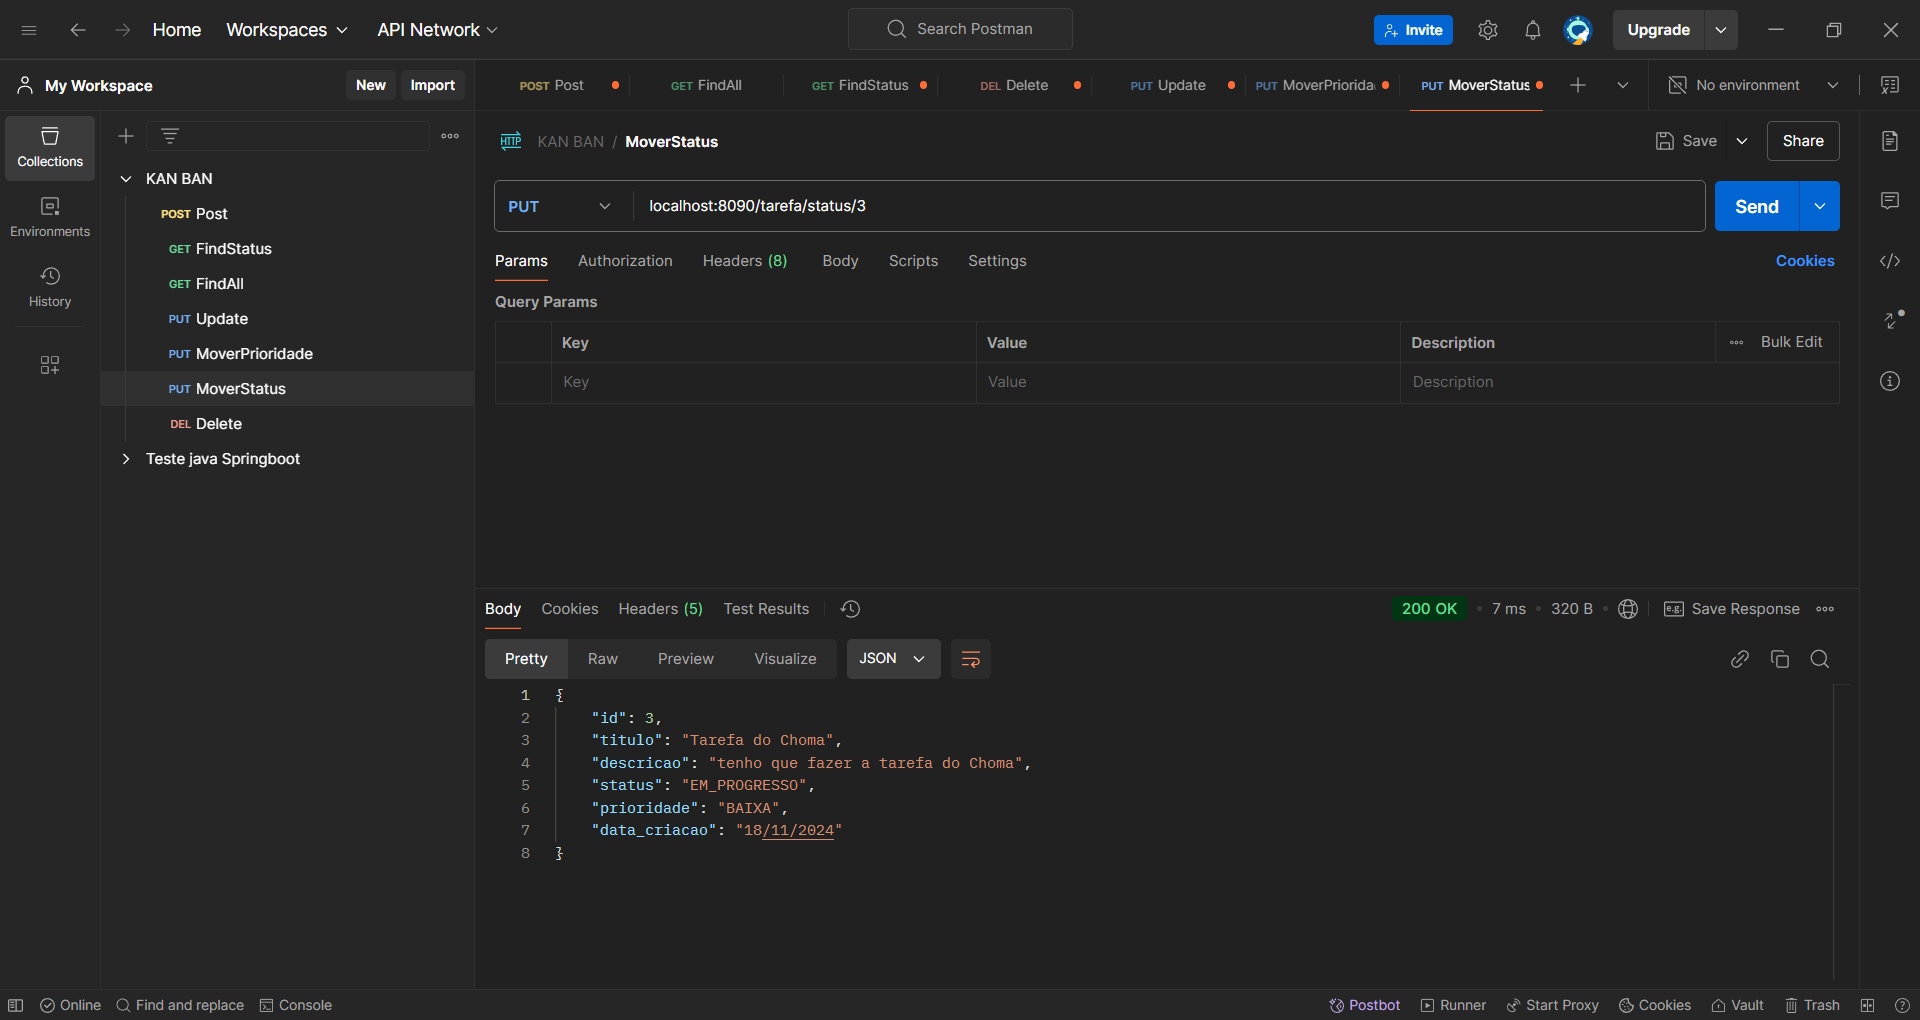 Home
Workspaces
API Network
Search Postman
Invite
Upgrade
My Workspace
New
Import
POST Post
GET FindAll
GET FindStatus
DEL Delete
PUT Update
PUT MoverPriorida
PUT MoverStatus
No environment
Collections
Environments
History
KAN BAN
POST Post
GET FindStatus
GET FindAll
PUT Update
PUT MoverPrioridade
PUT MoverStatus
DEL Delete
Teste java Springboot
HTTP KAN BAN / MoverStatus
Save
Share
PUT
localhost:8090/tarefa/status/3
Send
Params
Authorization
Headers (8)
Body
Scripts
Settings
Cookies
Query Params
Key
Value
Description
Bulk Edit
Key
Value
Description
Body
Cookies
Headers (5)
Test Results
200 OK
7 ms
320 B
e.g.
Save Response
Pretty
Raw
Preview
Visualize
JSON
1 {
2 "id": 3,
3 "titulo": "Tarefa do Choma",
4 "descricao": "tenho que fazer a tarefa do Choma",
5 "status": "EM_PROGRESSO",
6 "prioridade": "BAIXA",
7 "data_criacao": "18/11/2024"
8 }
Online
Find and replace
Console
Postbot
Runner
Start Proxy
Cookies
Vault
Trash